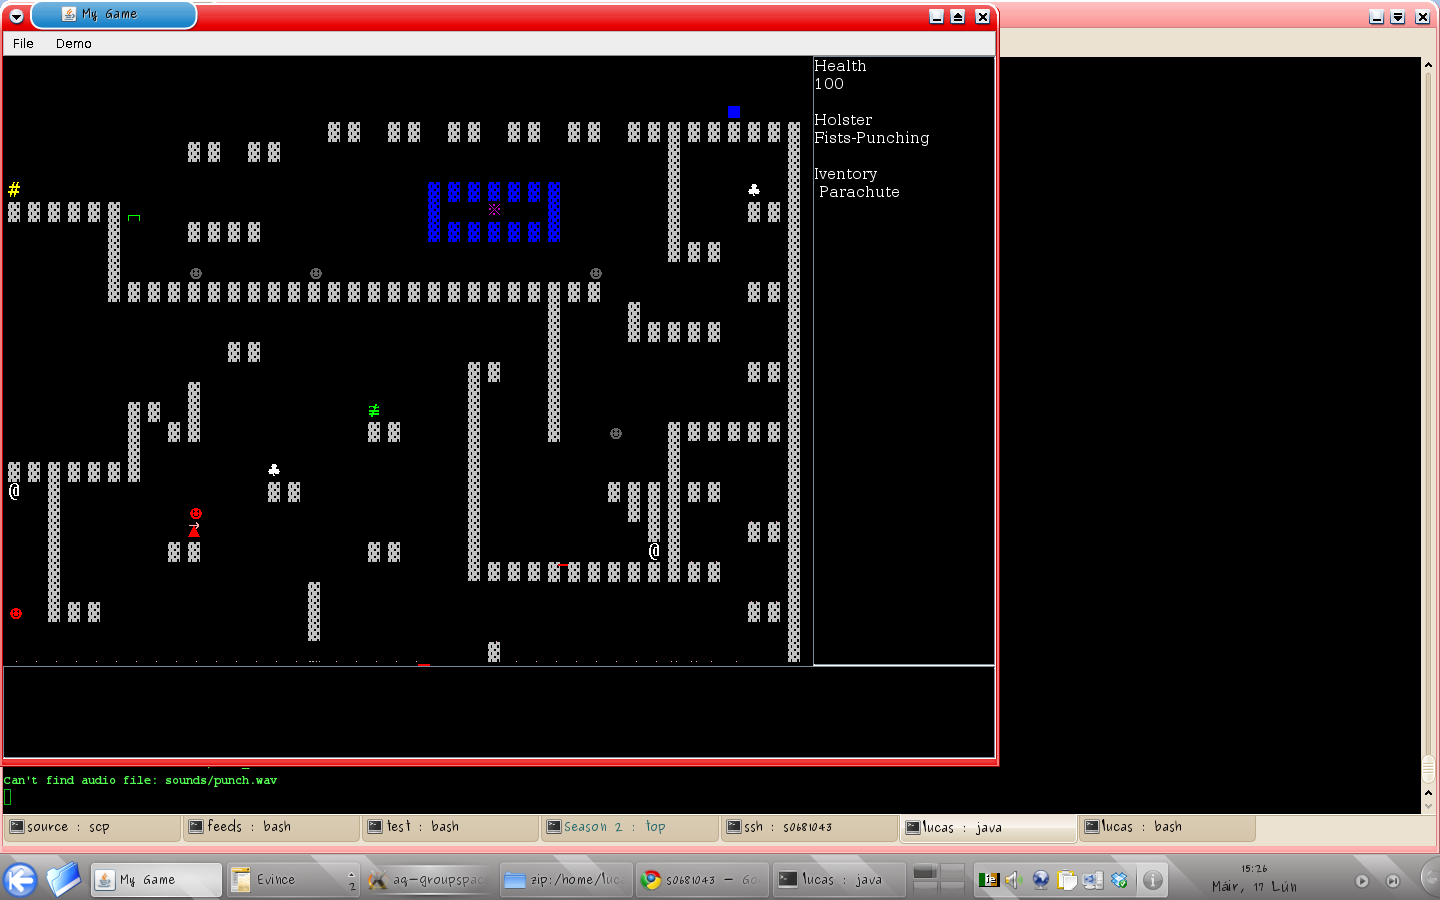 My Game
File Demo
Health
100
Holster
Fists-Punching
Iventory
Parachute
#
@
@
Can't find audio file: sounds/punch.wav
source : scp
feeds : bash
test : bash
Season 2 : top
ssh : s0681043
lucas : java
lucas : bash
My Game
Evince
2
aq-groupspac
zip:/home/luc
s0681043 – Go
lucas : java
ie
15:26
Máir, 17 Lún